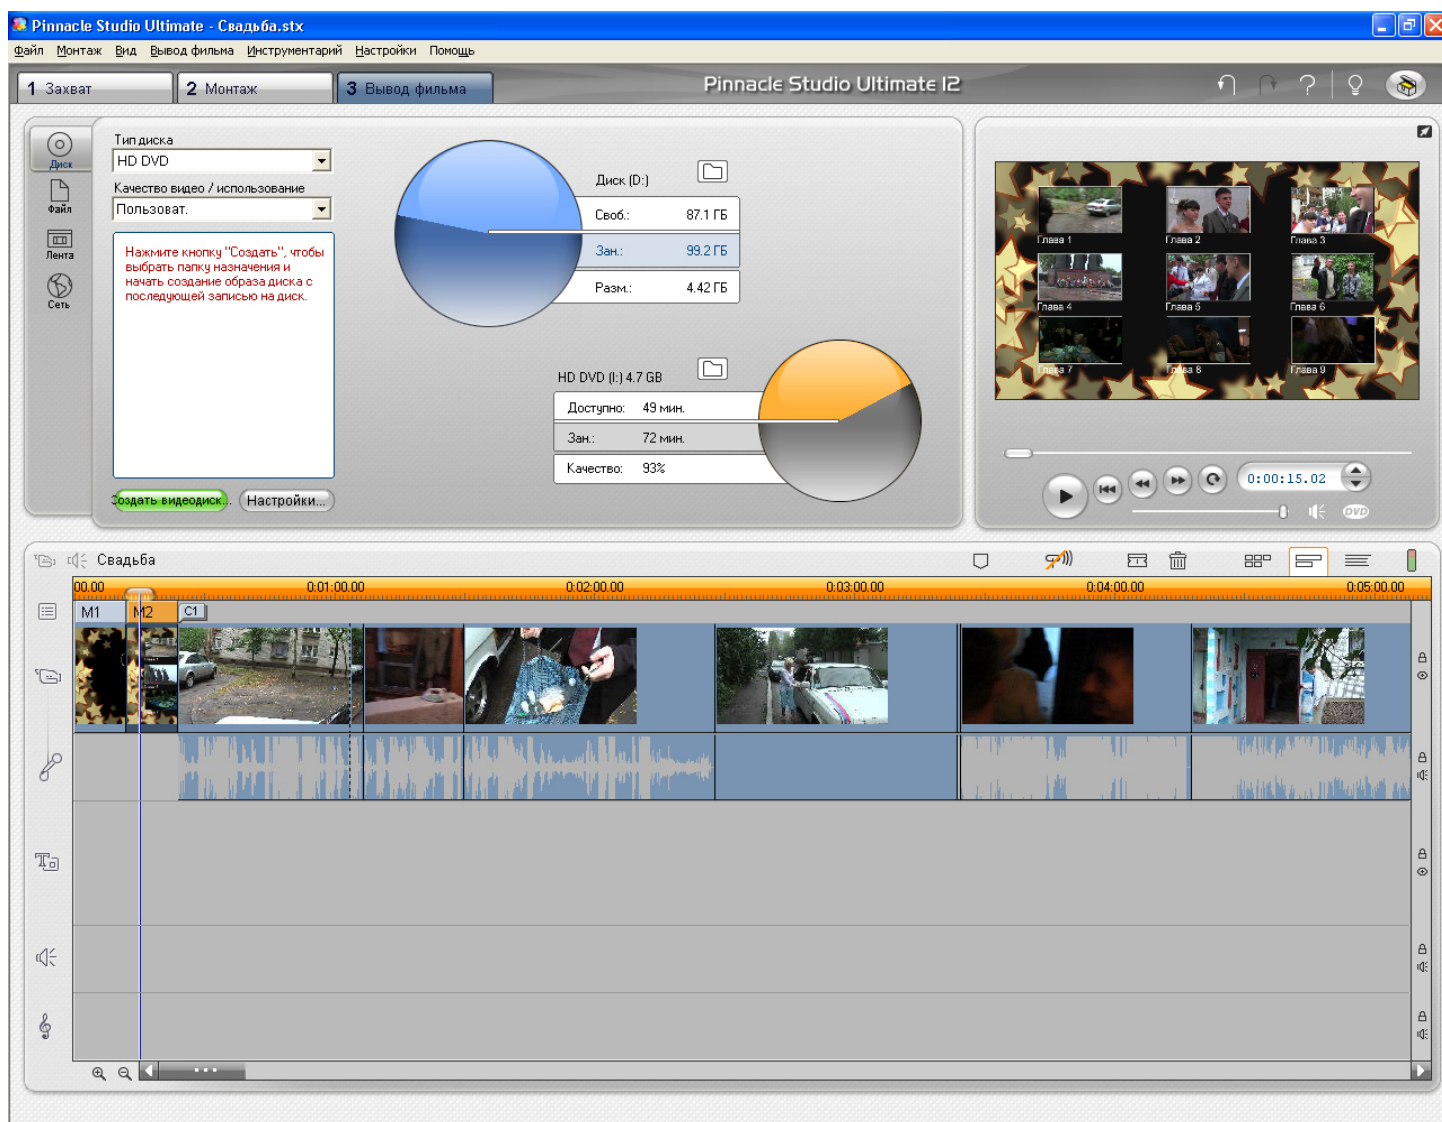 Pinnacle Studio Ultimate - Свадьба.stx
Файл Монтаж Вид Вывод фильма Инструментарий Настройки Помощь
1 Захват
2 Монтаж
3 Вывод фильма
Pinnacle Studio Ultimate 12
Диск
Файл
Лента
Сеть
Тип диска
HD DVD
Качество видео / использование
Пользоват.
Нажмите кнопку "Создать", чтобы
выбрать папку назначения и
начать создание образа диска с
последующей записью на диск.
Создать видеодиск...
Настройки...
Диск (D:)
Своб.: 87.1 ГБ
Зан.: 99.2 ГБ
Разм.: 4.42 ГБ
HD DVD (I:) 4.7 GB
Доступно: 49 мин.
Зан.: 72 мин.
Качество: 93%
Глава 1 Глава 2 Глава 3
Глава 4 Глава 5 Глава 6
Глава 7 Глава 8 Глава 9
0:00:15.02
DVD
Свадьба
00.00 0:01:00.00 0:02:00.00 0:03:00.00 0:04:00.00 0:05:00.00
M1 M2 C1